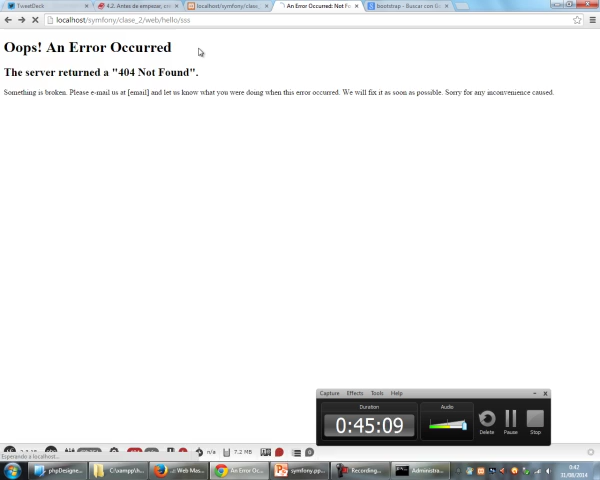 TweetDeck
4.2. Antes de empezar, sin
localhost/symfony/clase_
An Error Occurred: Not Fo
bootstrap - Buscar con Go
localhost/symfony/clase_2/web/hello/sss
Oops! An Error Occurred
The server returned a "404 Not Found".
Something is broken. Please e-mail us at [email] and let us know what you were doing when this error occurred. We will fix it as soon as possible. Sorry for any inconvenience caused.
Capture Effects Tools Help
Duration
Audio
0:45:09
Delete
Pause
Stop
n/a
7.2 MB
0
Esperando a localhost...
phpDesigne...
C:\xampp\h...
Web Mas...
An Error Oc...
symfony.pp...
Recording...
Administra...
9:42
31/08/2014